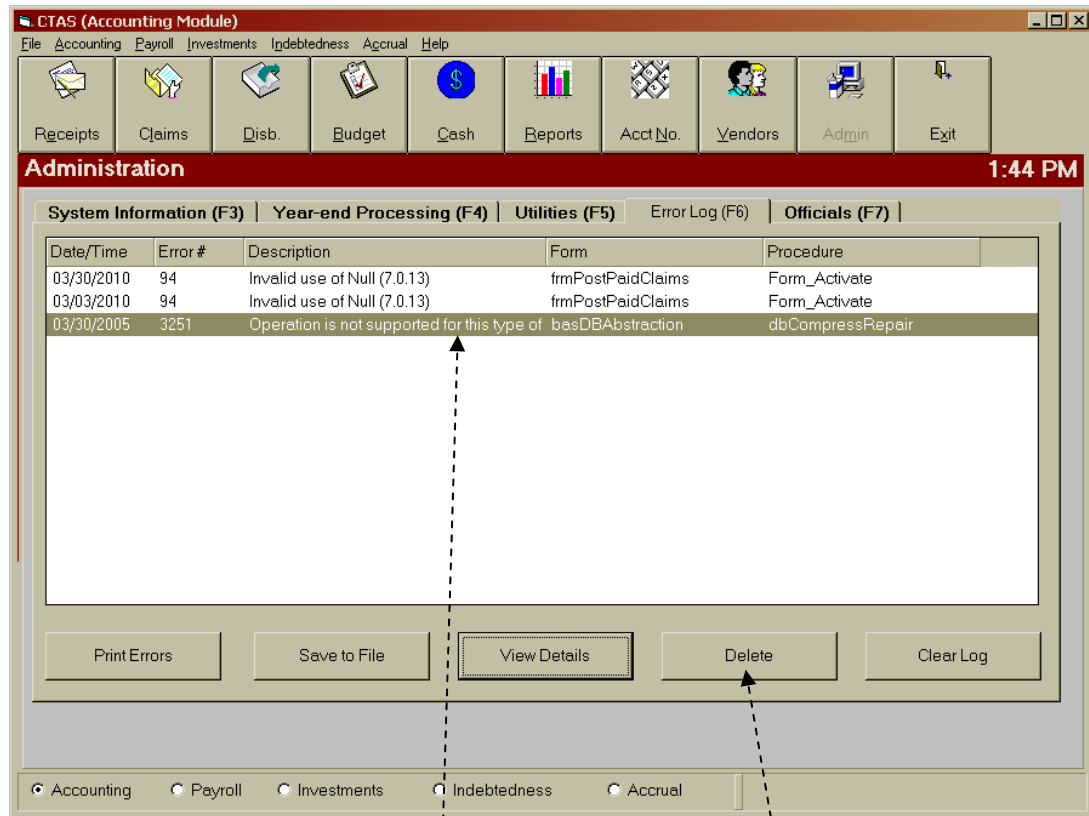 CTAS (Accounting Module)
File Accounting Payroll Investments Indebtedness Accrual Help
Receipts Claims Disb. Budget Cash Reports Acct No. Vendors Admin Exit
Administration 1:44 PM
System Information (F3) Year-end Processing (F4) Utilities (F5) Error Log (F6) Officials (F7)
Date/Time Error # Description Form Procedure
03/30/2010 94 Invalid use of Null (7.0.13) frmPostPaidClaims Form_Activate
03/03/2010 94 Invalid use of Null (7.0.13) frmPostPaidClaims Form_Activate
03/30/2005 3251 Operation is not supported for this type of basDBAbstraction dbCompressRepair
Print Errors Save to File View Details Delete Clear Log
Accounting Payroll Investments Indebtedness Accrual